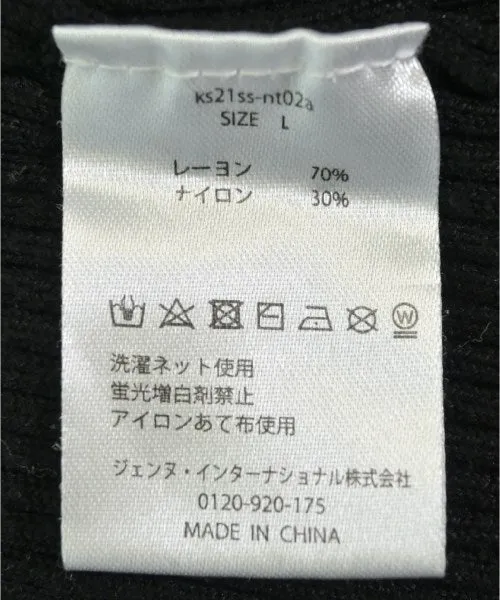 ks21ss-nt02a
SIZE L
レーヨン 70%
ナイロン 30%
W
洗濯ネット使用
蛍光増白剤禁止
アイロンあて布使用
ジェンヌ・インターナショナル株式会社
0120-920-175
MADE IN CHINA